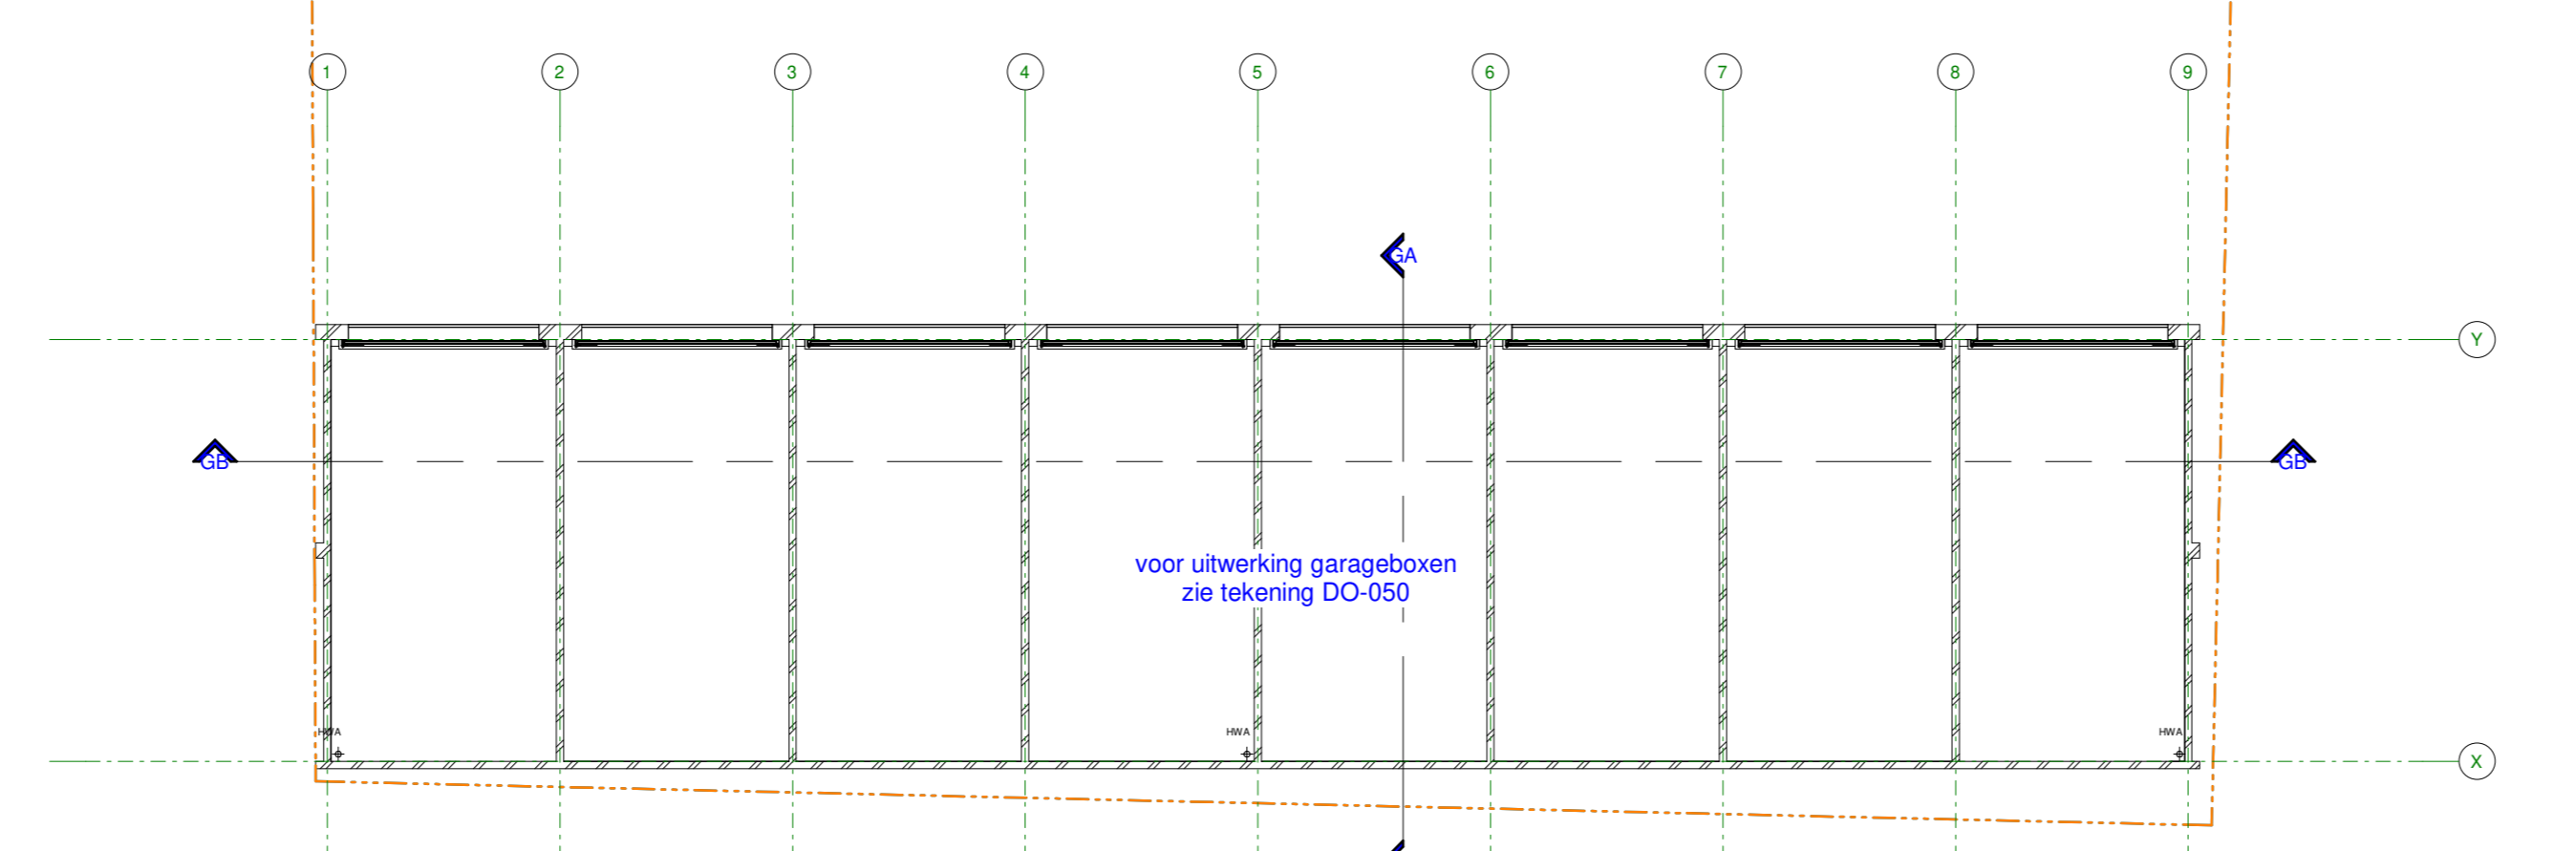 1 2 3 4 5 6 7 8 9
GA
Y
GB GB
voor uitwerking garageboxen
zie tekening DO-050
HWA HWA HWA
X